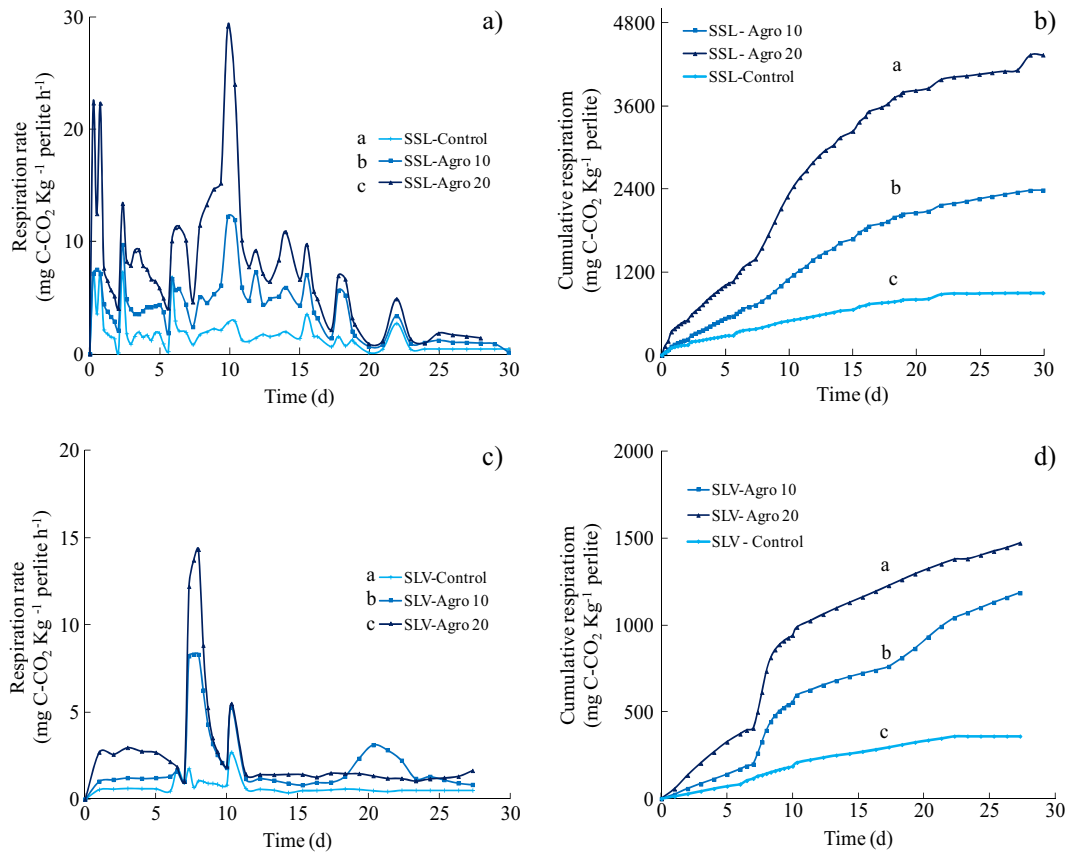 a)
Respiration rate
(mg C-CO₂ Kg⁻¹ perlite h⁻¹)
30
20
10
0
a SSL-Control
b SSL-Agro 10
c SSL-Agro 20
0 5 10 15 20 25 30
Time (d)
b)
Cumulative respiration
(mg C-CO₂ Kg⁻¹ perlite)
4800
3600
2400
1200
0
SSL- Agro 10
SSL- Agro 20
SSL-Control
a
b
c
0 5 10 15 20 25 30
Time (d)
c)
Respiration rate
(mg C-CO₂ Kg⁻¹ perlite h⁻¹)
20
15
10
5
0
a SLV-Control
b SLV-Agro 10
c SLV-Agro 20
0 5 10 15 20 25 30
Time (d)
d)
Cumulative respiratiom
(mg C-CO₂ Kg⁻¹ perlite)
2000
1500
1000
500
0
SLV-Agro 10
SLV- Agro 20
SLV - Control
a
b
c
0 5 10 15 20 25 30
Time (d)